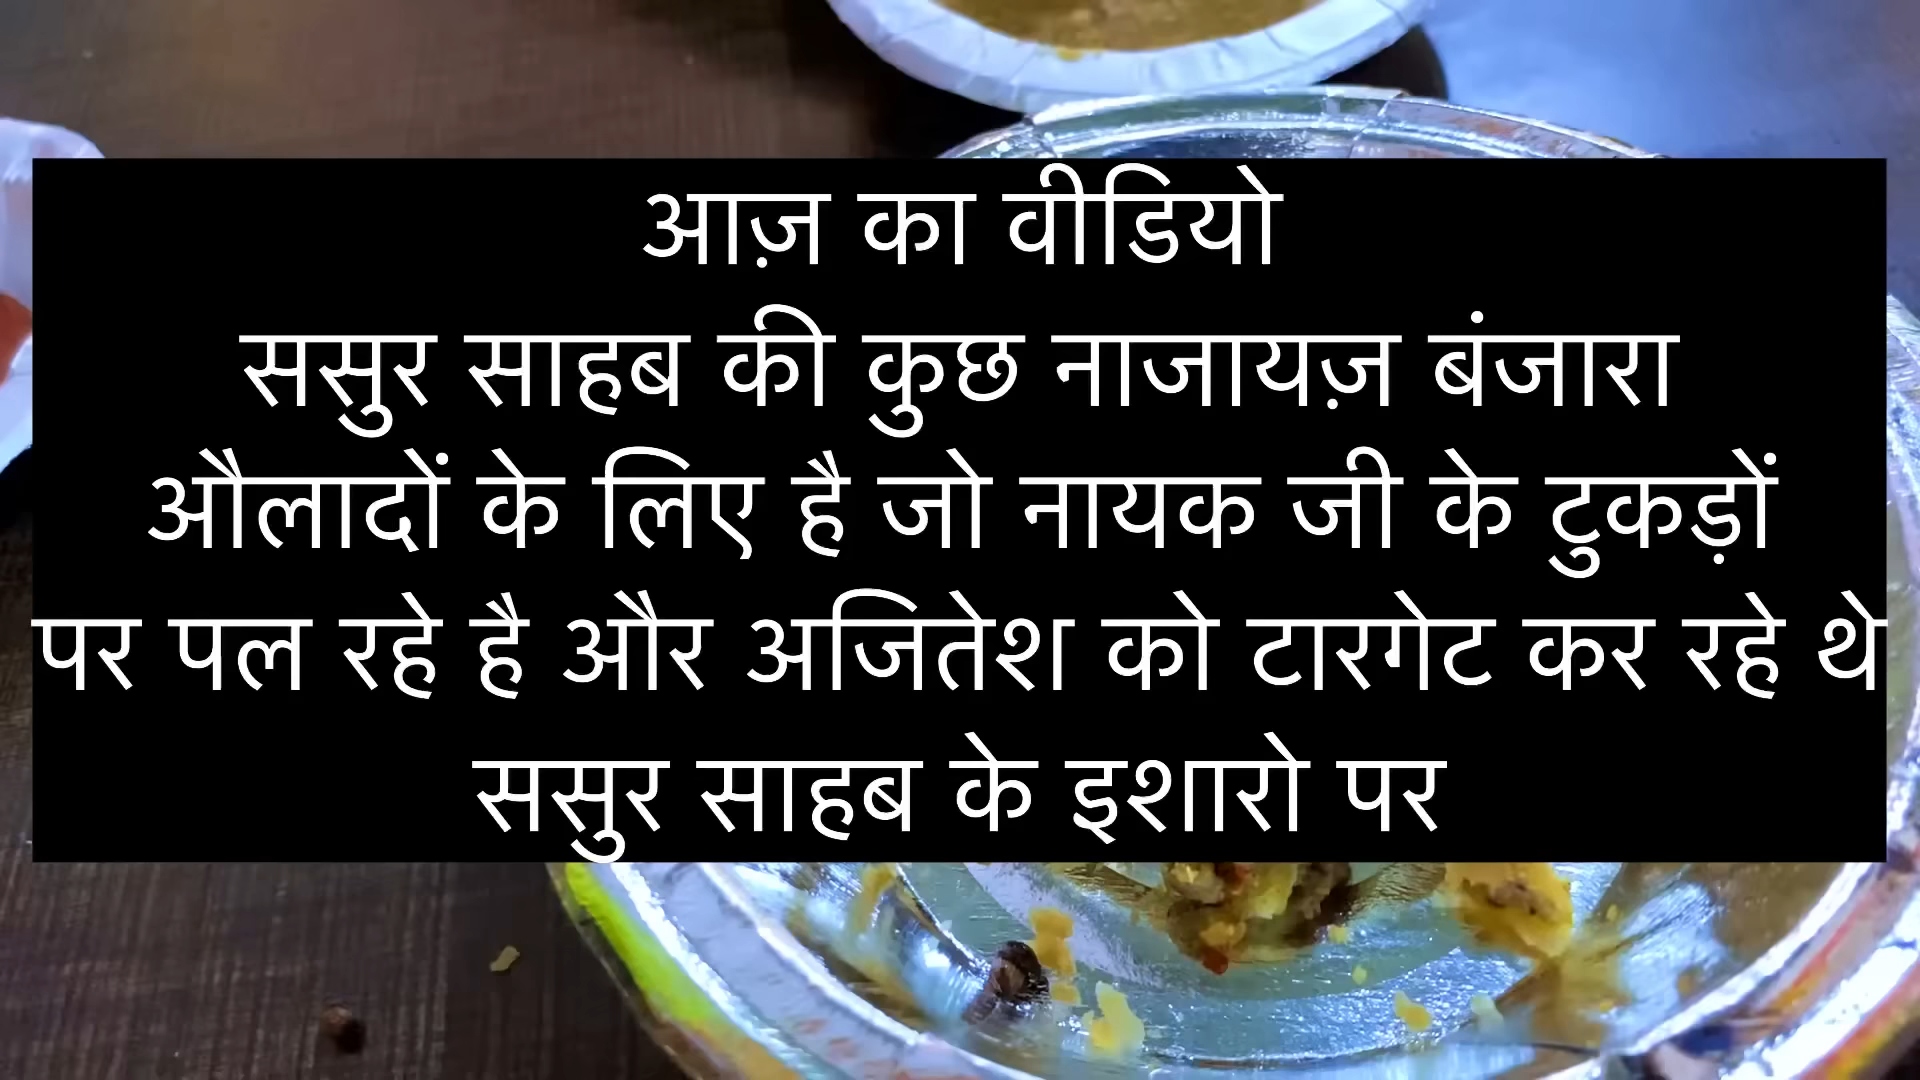 आज़ का वीडियो
ससुर साहब की कुछ नाजायज़ बंजारा
औलादों के लिए है जो नायक जी के टुकड़ों
पर पल रहे है और अजितेश को टारगेट कर रहे थे
ससुर साहब के इशारो पर